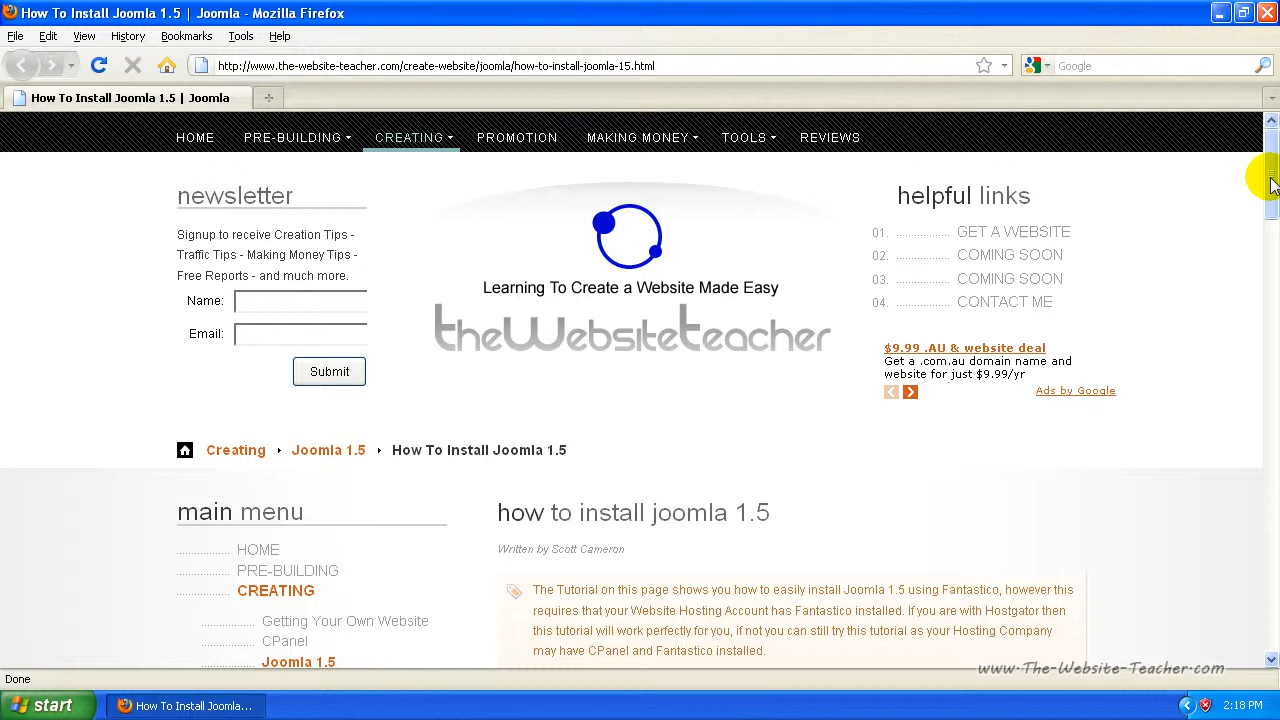 How To Install Joomla 1.5 | Joomla - Mozilla Firefox
File Edit View History Bookmarks Tools Help
http://www.the-website-teacher.com/create-website/joomla/how-to-install-joomla-15.html
Google
How To Install Joomla 1.5 | Joomla
HOME PRE-BUILDING CREATING PROMOTION MAKING MONEY TOOLS REVIEWS
newsletter
Signup to receive Creation Tips -
Traffic Tips - Making Money Tips -
Free Reports - and much more.
Name:
Email:
Submit
Learning To Create a Website Made Easy
theWebsiteTeacher
helpful links
01. GET A WEBSITE
02. COMING SOON
03. COMING SOON
04. CONTACT ME
$9.99 .AU & website deal
Get a .com.au domain name and
website for just $9.99/yr
Ads by Google
Creating Joomla 1.5 How To Install Joomla 1.5
main menu
HOME
PRE-BUILDING
CREATING
Getting Your Own Website
CPanel
Joomla 1.5
how to install joomla 1.5
Written by Scott Cameron
The Tutorial on this page shows you how to easily install Joomla 1.5 using Fantastico, however this
requires that your Website Hosting Account has Fantastico installed. If you are with Hostgator then
this tutorial will work perfectly for you, if not you can still try this tutorial as your Hosting Company
may have CPanel and Fantastico installed.
www.The-Website-Teacher.com
Done
start
How To Install Joomla...
2:18 PM